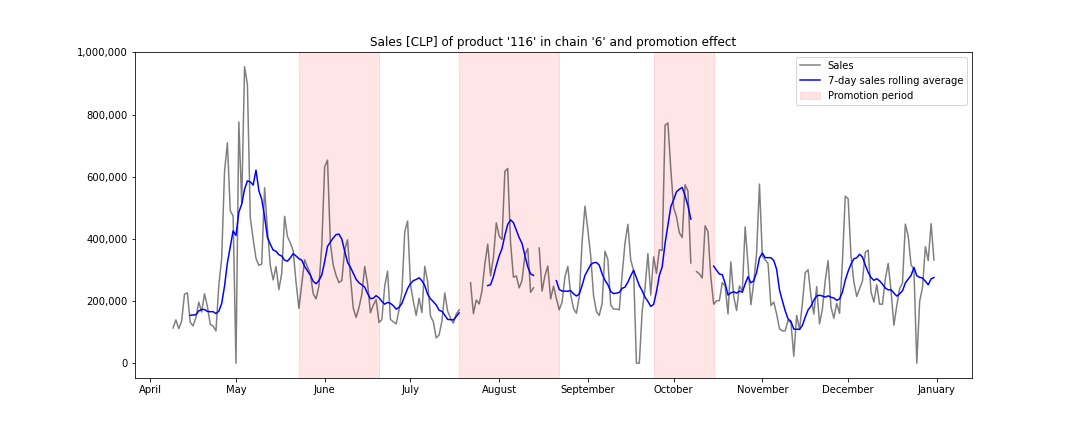 Sales [CLP] of product '116' in chain '6' and promotion effect
1,000,000
800,000
600,000
400,000
200,000
0
Sales
7-day sales rolling average
Promotion period
April May June July August September October November December January